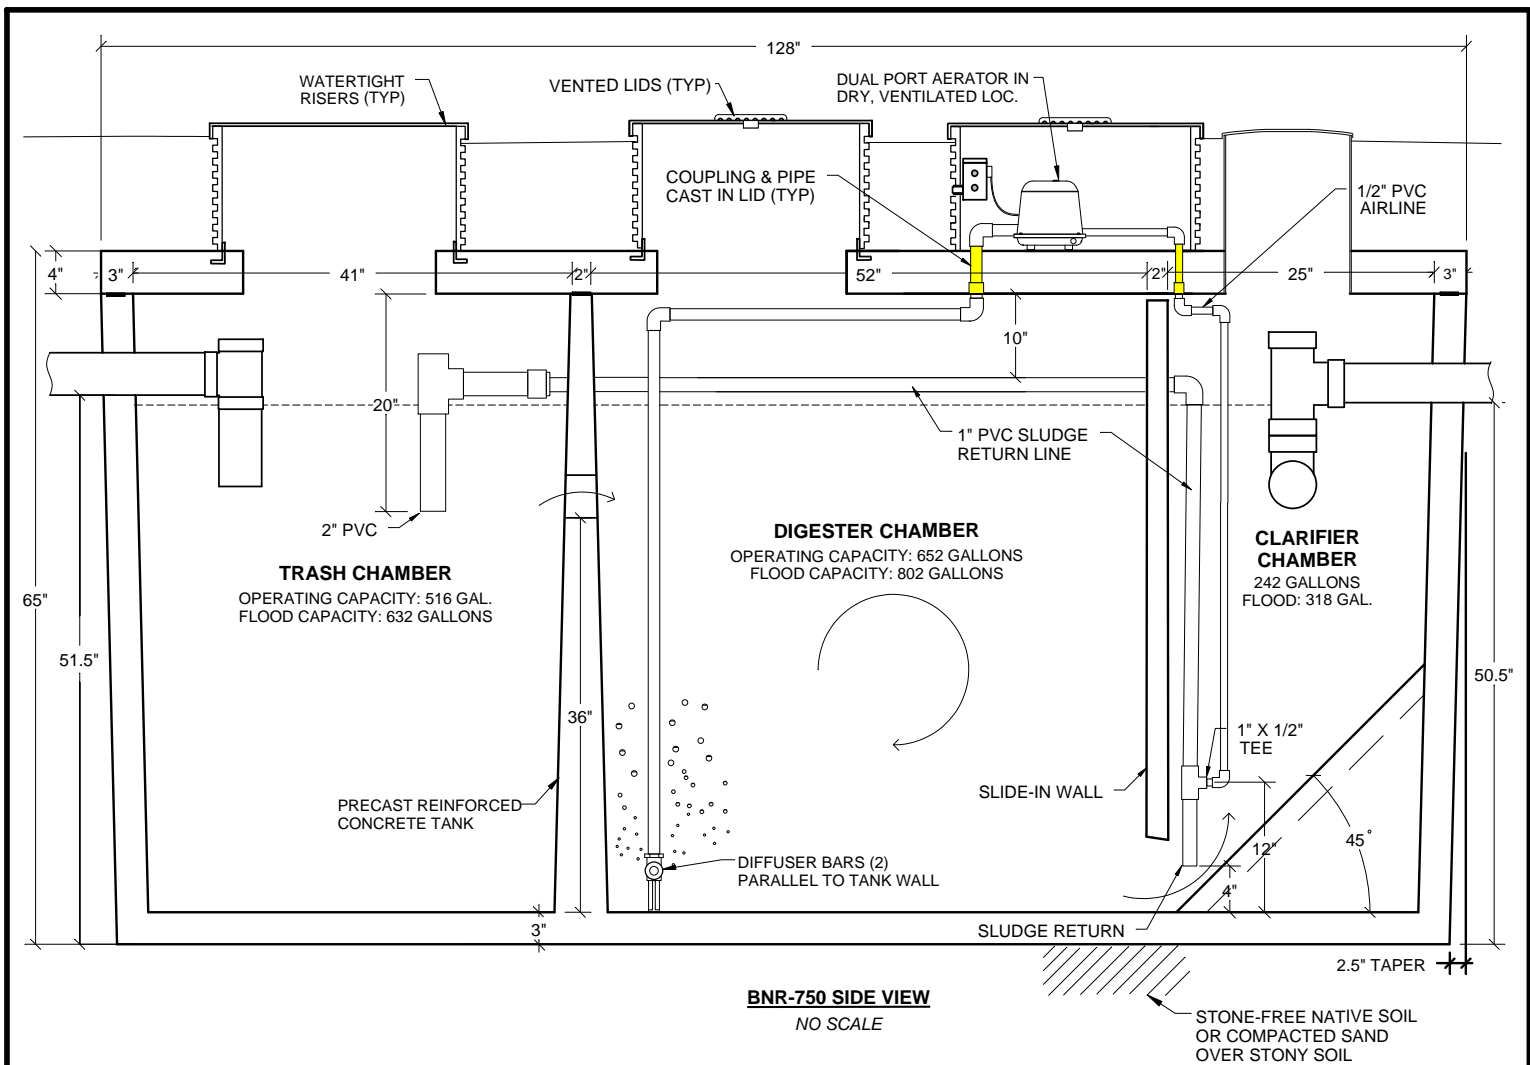 128"
WATERTIGHT
RISERS (TYP)
VENTED LIDS (TYP)
DUAL PORT AERATOR IN
DRY, VENTILATED LOC.
COUPLING & PIPE
CAST IN LID (TYP)
1/2" PVC
AIRLINE
4"
3"
41"
2"
52"
2"
25"
3"
10"
20"
1" PVC SLUDGE
RETURN LINE
2" PVC
TRASH CHAMBER
OPERATING CAPACITY: 516 GAL.
FLOOD CAPACITY: 632 GALLONS
DIGESTER CHAMBER
OPERATING CAPACITY: 652 GALLONS
FLOOD CAPACITY: 802 GALLONS
CLARIFIER
CHAMBER
242 GALLONS
FLOOD: 318 GAL.
65"
51.5"
50.5"
36"
1" X 1/2"
TEE
SLIDE-IN WALL
PRECAST REINFORCED
CONCRETE TANK
45°
12"
DIFFUSER BARS (2)
PARALLEL TO TANK WALL
4"
3"
SLUDGE RETURN
2.5" TAPER
BNR-750 SIDE VIEW
NO SCALE
STONE-FREE NATIVE SOIL
OR COMPACTED SAND
OVER STONY SOIL